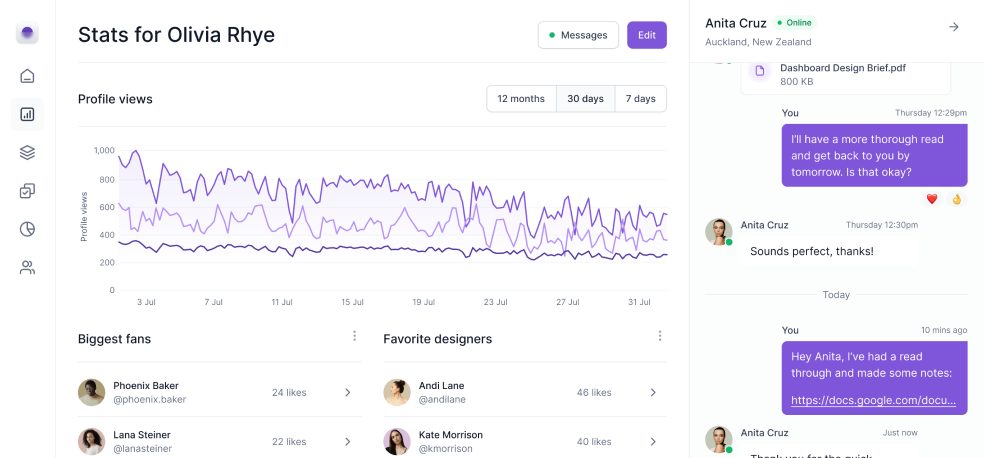 Stats for Olivia Rhye
Messages
Edit
Profile views
12 months
30 days
7 days
Profile views
1,000
800
600
400
200
0
3 Jul
7 Jul
11 Jul
15 Jul
19 Jul
23 Jul
27 Jul
31 Jul
Biggest fans
Phoenix Baker
@phoenix.baker
24 likes
Lana Steiner
@lanasteiner
22 likes
Favorite designers
Andi Lane
@andilane
46 likes
Kate Morrison
@kmorrison
40 likes
Anita Cruz
Online
Auckland, New Zealand
Dashboard Design Brief.pdf
800 KB
You
Thursday 12:29pm
I'll have a more thorough read
and get back to you by
tomorrow. Is that okay?
Anita Cruz
Thursday 12:30pm
Sounds perfect, thanks!
Today
You
10 mins ago
Hey Anita, I've had a read
through and made some notes:
https://docs.google.com/docu...
Anita Cruz
Just now
Thank you for the quick